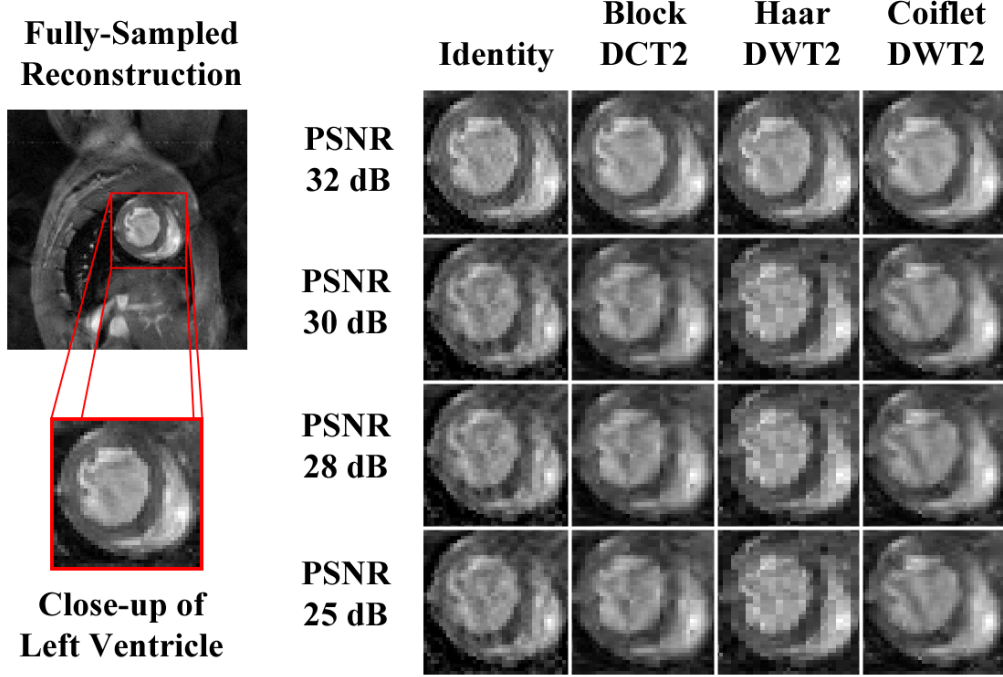 Fully-Sampled
Reconstruction
Identity
Block
DCT2
Haar
DWT2
Coiflet
DWT2
PSNR
32 dB
PSNR
30 dB
PSNR
28 dB
PSNR
25 dB
Close-up of
Left Ventricle